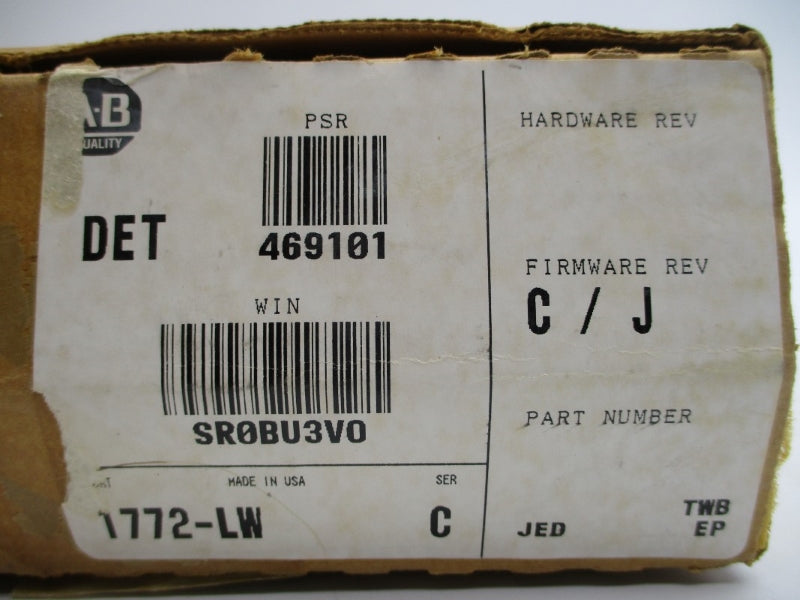 A-B
QUALITY
PSR
DET
469101
WIN
SR0BU3VO
MADE IN USA
SER
1772-LW
C
HARDWARE REV
FIRMWARE REV
C / J
PART NUMBER
JED
TWB
EP